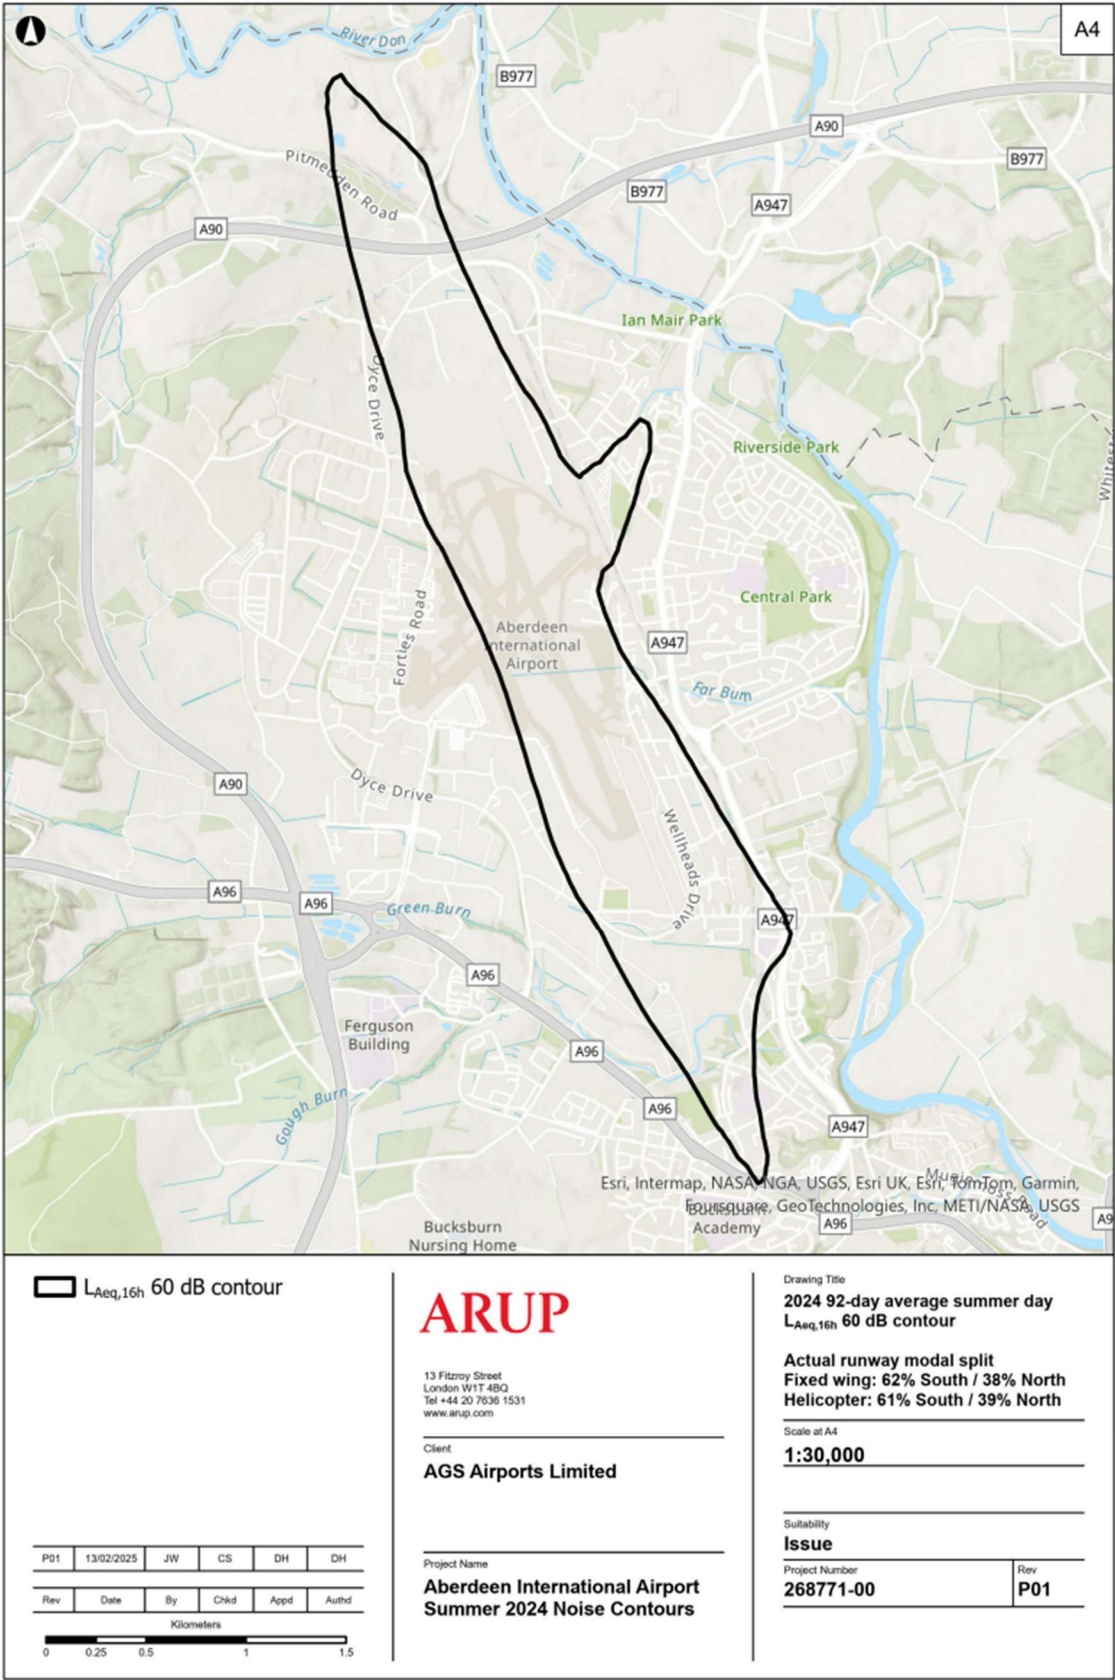 A4
River Don
B977
A90
B977
B977
Pitmedden Road
A947
A90
Ian Mair Park
Dyce Drive
Riverside Park
Central Park
Forties Road
Aberdeen
International
Airport
A947
Far Burn
A90
Dyce Drive
Wellheads Drive
A96
A96
Green Burn
A947
A96
Ferguson
Building
A96
Gough Burn
A96
A947
Esri, Intermap, NASA, NGA, USGS, Esri UK, Esri, TomTom, Garmin,
Foursquare, GeoTechnologies, Inc, METI/NASA, USGS
Bucksburn
Academy
A96
Bucksburn
Nursing Home
LAeq,16h 60 dB contour
P01 13/02/2025 JW CS DH DH
Rev Date By Chkd Appd Authd
Kilometers
0 0.25 0.5 1 1.5
ARUP
13 Fitzroy Street
London W1T 4BQ
Tel +44 20 7636 1531
www.arup.com
Client
AGS Airports Limited
Project Name
Aberdeen International Airport
Summer 2024 Noise Contours
Drawing Title
2024 92-day average summer day
LAeq,16h 60 dB contour
Actual runway modal split
Fixed wing: 62% South / 38% North
Helicopter: 61% South / 39% North
Scale at A4
1:30,000
Suitability
Issue
Project Number
268771-00
Rev
P01